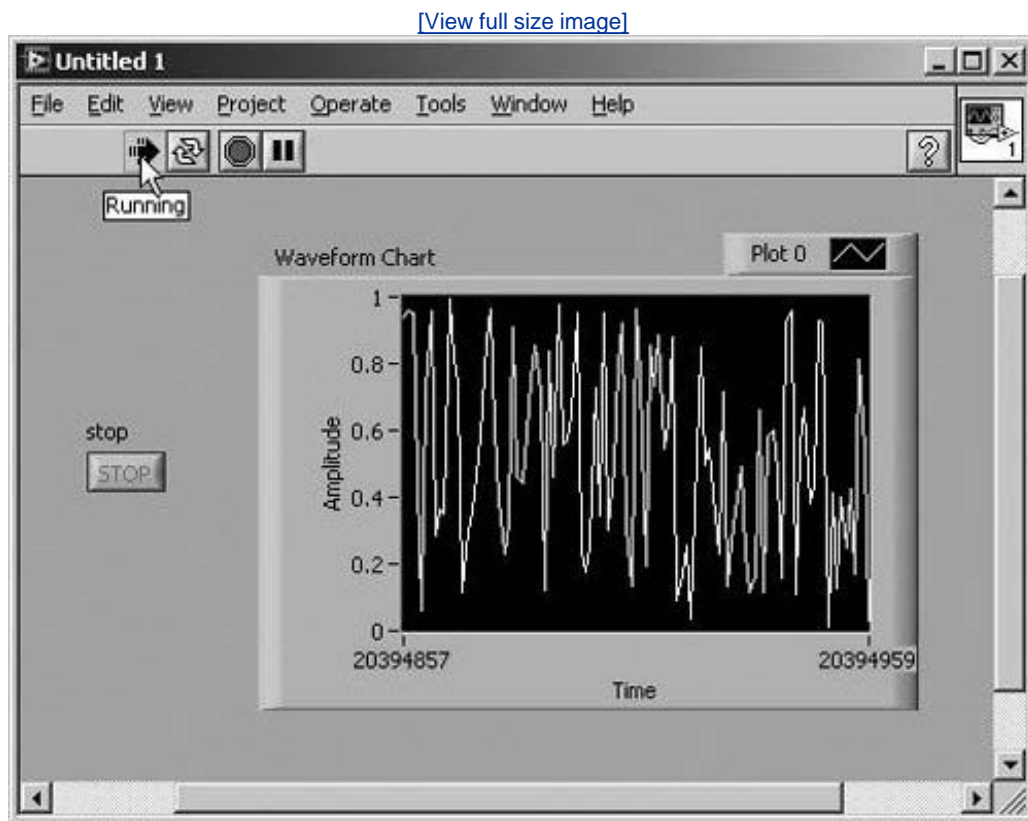 [View full size image]
Untitled 1
File Edit View Project Operate Tools Window Help
?
1
Running
Waveform Chart
Plot 0
1
0.8
0.6
0.4
0.2
0
Amplitude
20394857
20394959
Time
stop
STOP